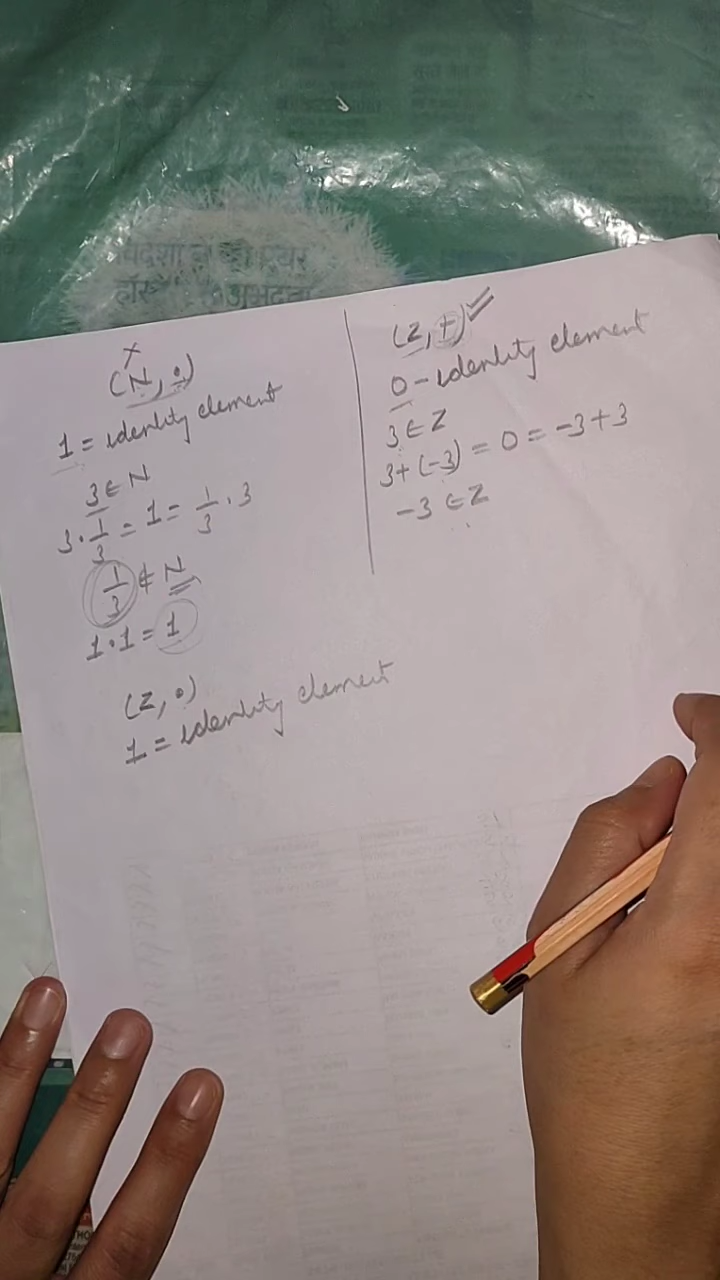 विदेशी
(N, •)
1 = identity element
3 ∈ N
3 • 1/3 = 1 = 1/3 • 3
1/3 ∉ N
1 • 1 = 1
(Z, •)
1 = identity element
(Z, +)
0 - identity element
3 ∈ Z
3 + (-3) = 0 = -3 + 3
-3 ∈ Z